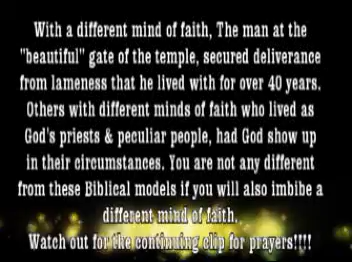 With a different mind of faith, The man at the
"beautiful" gate of the temple, secured deliverance
from lameness that he lived with for over 40 years.
Others with different minds of faith who lived as
God's priests & peculiar people, had God show up
in their circumstances. You are not any different
from these Biblical models if you will also imbibe a
different mind of faith.
Watch out for the continuing clip for prayers!!!!